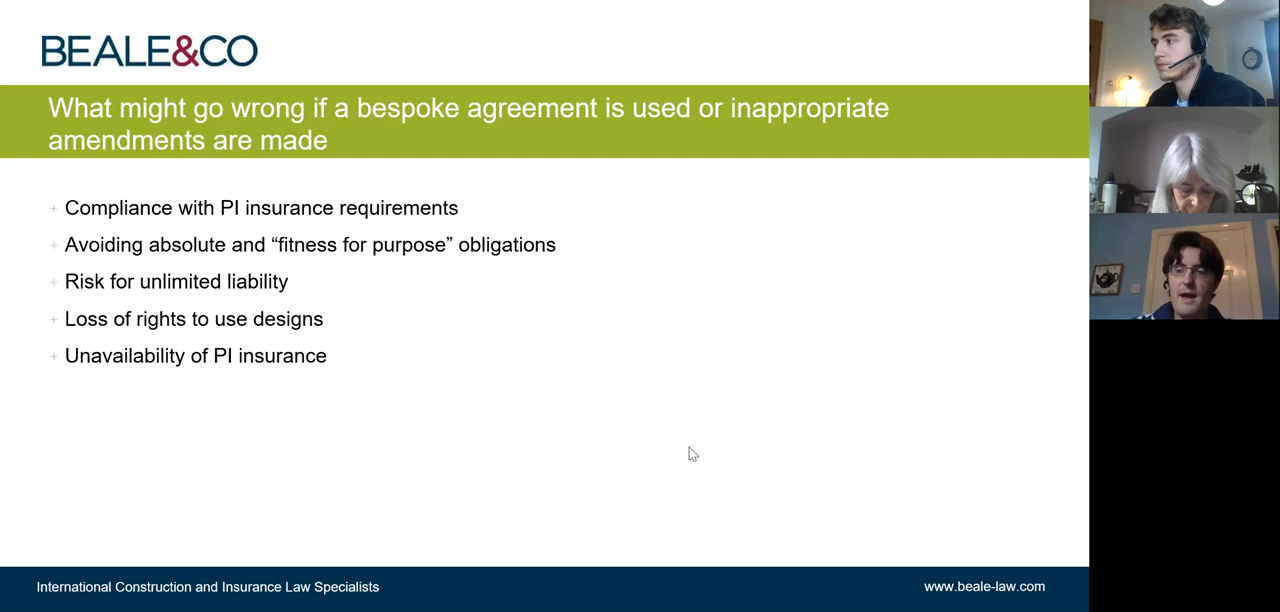 BEALE&CO
What might go wrong if a bespoke agreement is used or inappropriate
amendments are made
+ Compliance with PI insurance requirements
+ Avoiding absolute and “fitness for purpose” obligations
+ Risk for unlimited liability
+ Loss of rights to use designs
+ Unavailability of PI insurance
International Construction and Insurance Law Specialists
www.beale-law.com